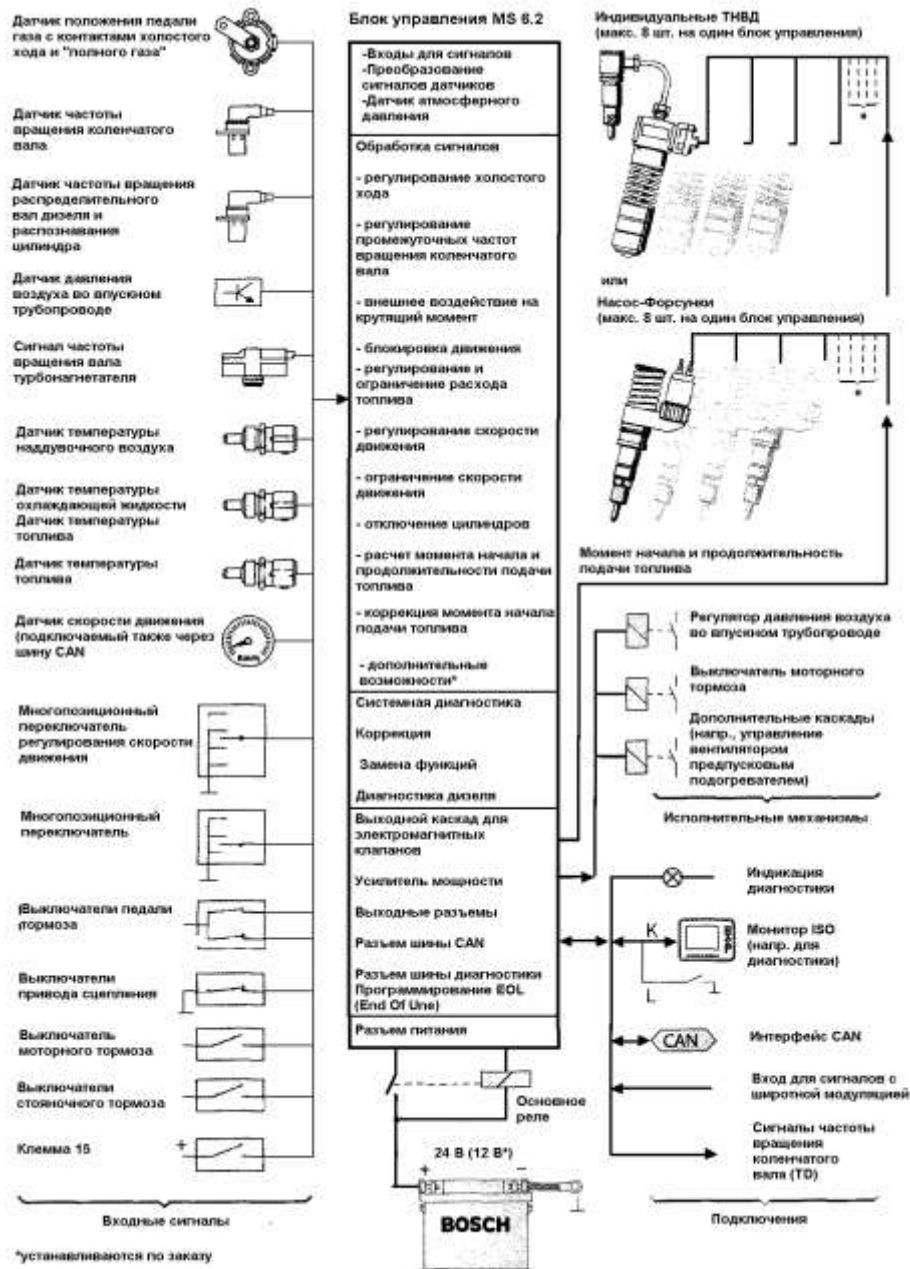 Датчик положения педали
газа с контактами холостого
хода и "полного газа"
Датчик частоты
вращения коленчатого
вала
Датчик частоты вращения
распределительного
вал дизеля и
распознавания
цилиндра
Датчик давления
воздуха во впускном
трубопроводе
Сигнал частоты
вращения вала
турбонагнетателя
Датчик температуры
наддувочного воздуха
Датчик температуры
охлаждающей жидкости
Датчик температуры
топлива
Датчик температуры
топлива
Датчик скорости движения
(подключаемый также через
шину CAN
km/h
Многопозиционный
переключатель
регулирования скорости
движения
Многопозиционный
переключатель
(Выключатели педали
тормоза
Выключатели
привода сцепления
Выключатель
моторного тормоза
Выключатели
стояночного тормоза
Клемма 15
+
Входные сигналы
*устанавливаются по заказу
Блок управления MS 6.2
-Входы для сигналов
-Преобразование
сигналов датчиков
-Датчик атмосферного
давления
Обработка сигналов
- регулирование холостого
хода
- регулирование
промежуточных частот
вращения коленчатого
вала
- внешнее воздействие на
крутящий момент
- блокировка движения
- регулирование и
ограничение расхода
топлива
- регулирование скорости
движения
- ограничение скорости
движения
- отключение цилиндров
- расчет момента начала и
продолжительности подачи
топлива
- коррекция момента начала
подачи топлива
- дополнительные
возможности*
Системная диагностика
Коррекция
Замена функций
Диагностика дизеля
Выходной каскад для
электромагнитных
клапанов
Усилитель мощности
Выходные разъемы
Разъем шины CAN
Разъем шины диагностики
Программирование EOL
(End Of Une)
Разъем питания
Основное
реле
24 В (12 В*)
+ −
BOSCH
Индивидуальные ТНВД
(макс. 8 шт. на один блок управления)
*
или
Насос-Форсунки
(макс. 8 шт. на один блок управления)
*
Момент начала и продолжительность
подачи топлива
Регулятор давления воздуха
во впускном трубопроводе
Выключатель моторного
тормоза
Дополнительные каскады
(напр., управление
вентилятором
предпусковым
подогревателем)
Исполнительные механизмы
Индикация
диагностики
K
Монитор ISO
(напр. для
диагностики)
L
CAN
Интерфейс CAN
Вход для сигналов с
широтной модуляцией
Сигналы частоты
вращения
коленчатого
вала (TD)
Подключения